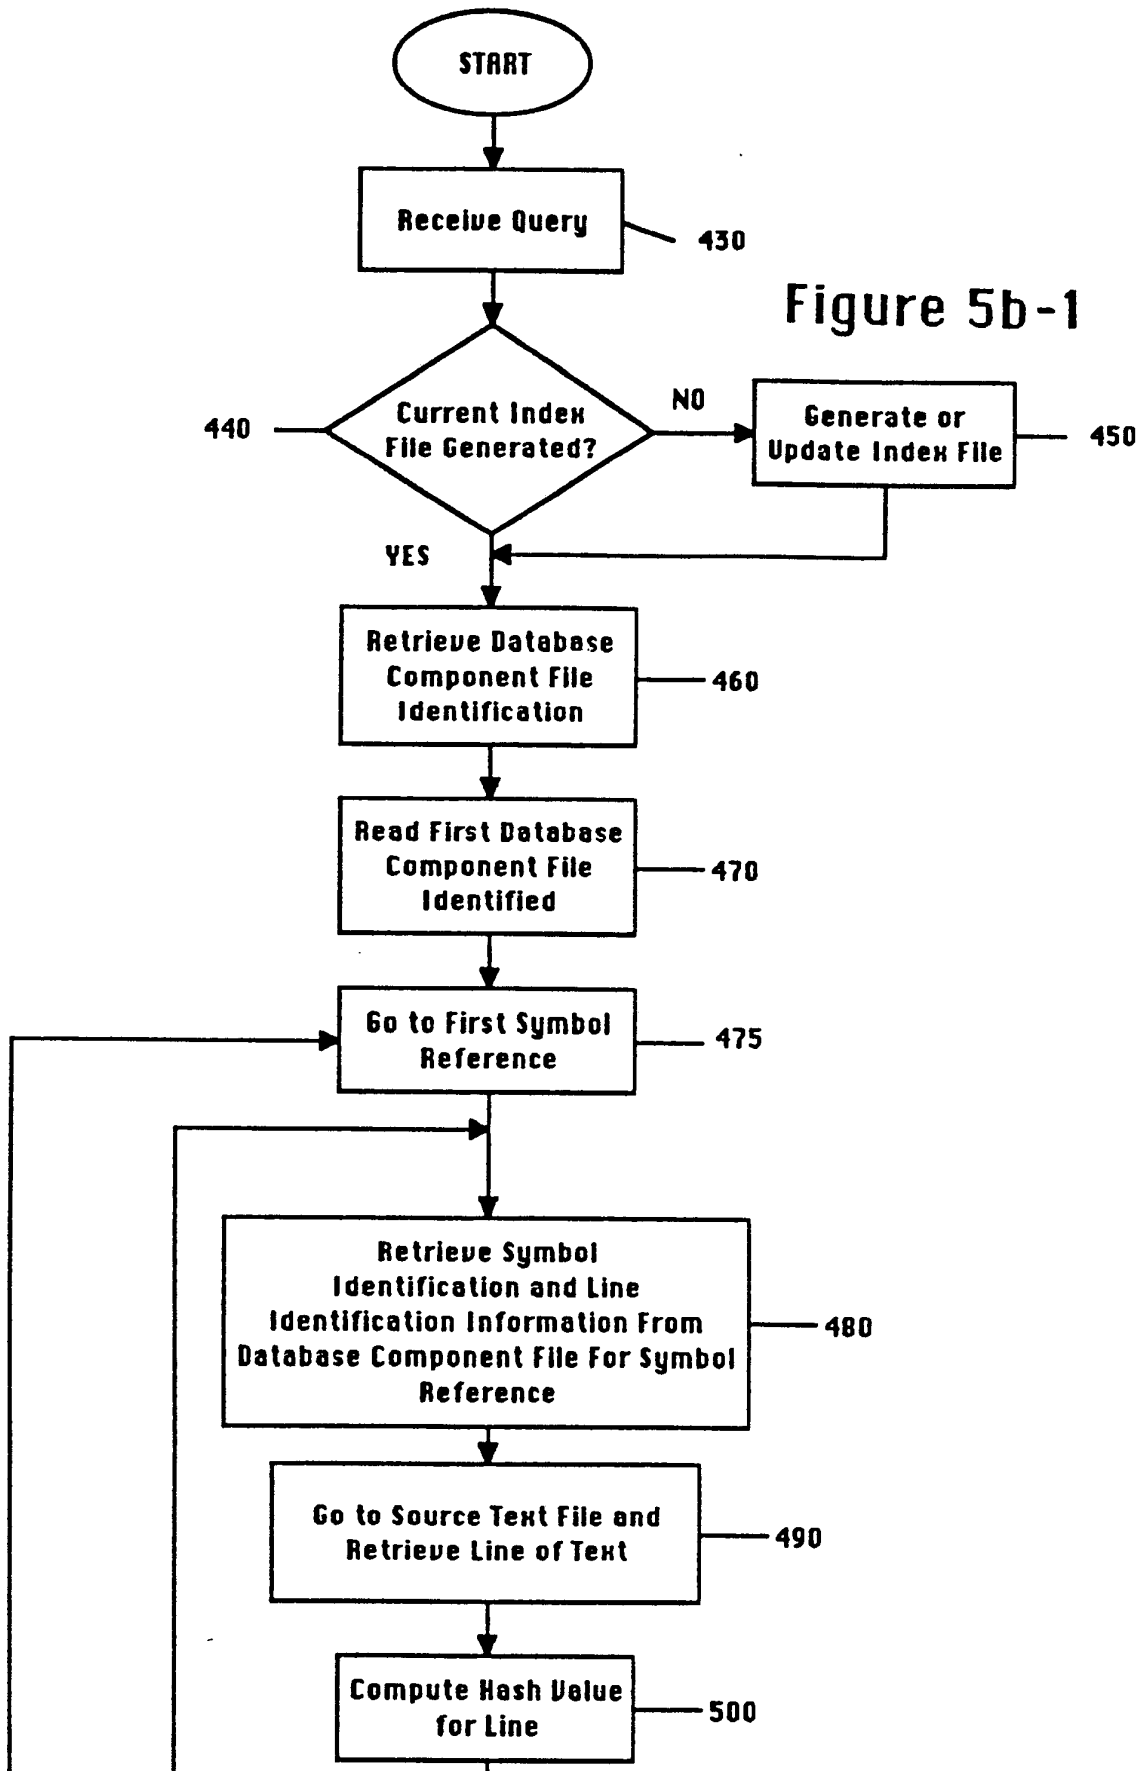 START
Receive Query
430
Figure 5b-1
440
Current Index
File Generated?
NO
Generate or
Update Index File
450
YES
Retrieve Database
Component File
Identification
460
Read First Database
Component File
Identified
470
Go to First Symbol
Reference
475
Retrieve Symbol
Identification and Line
Identification Information From
Database Component File For Symbol
Reference
480
Go to Source Text File and
Retrieve Line of Text
490
Compute Hash Value
for Line
500